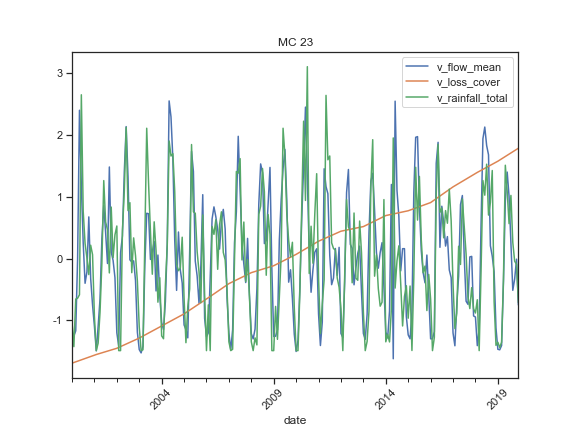 MC 23
v_flow_mean
v_loss_cover
v_rainfall_total
3
2
1
0
-1
2004
2009
2014
2019
date